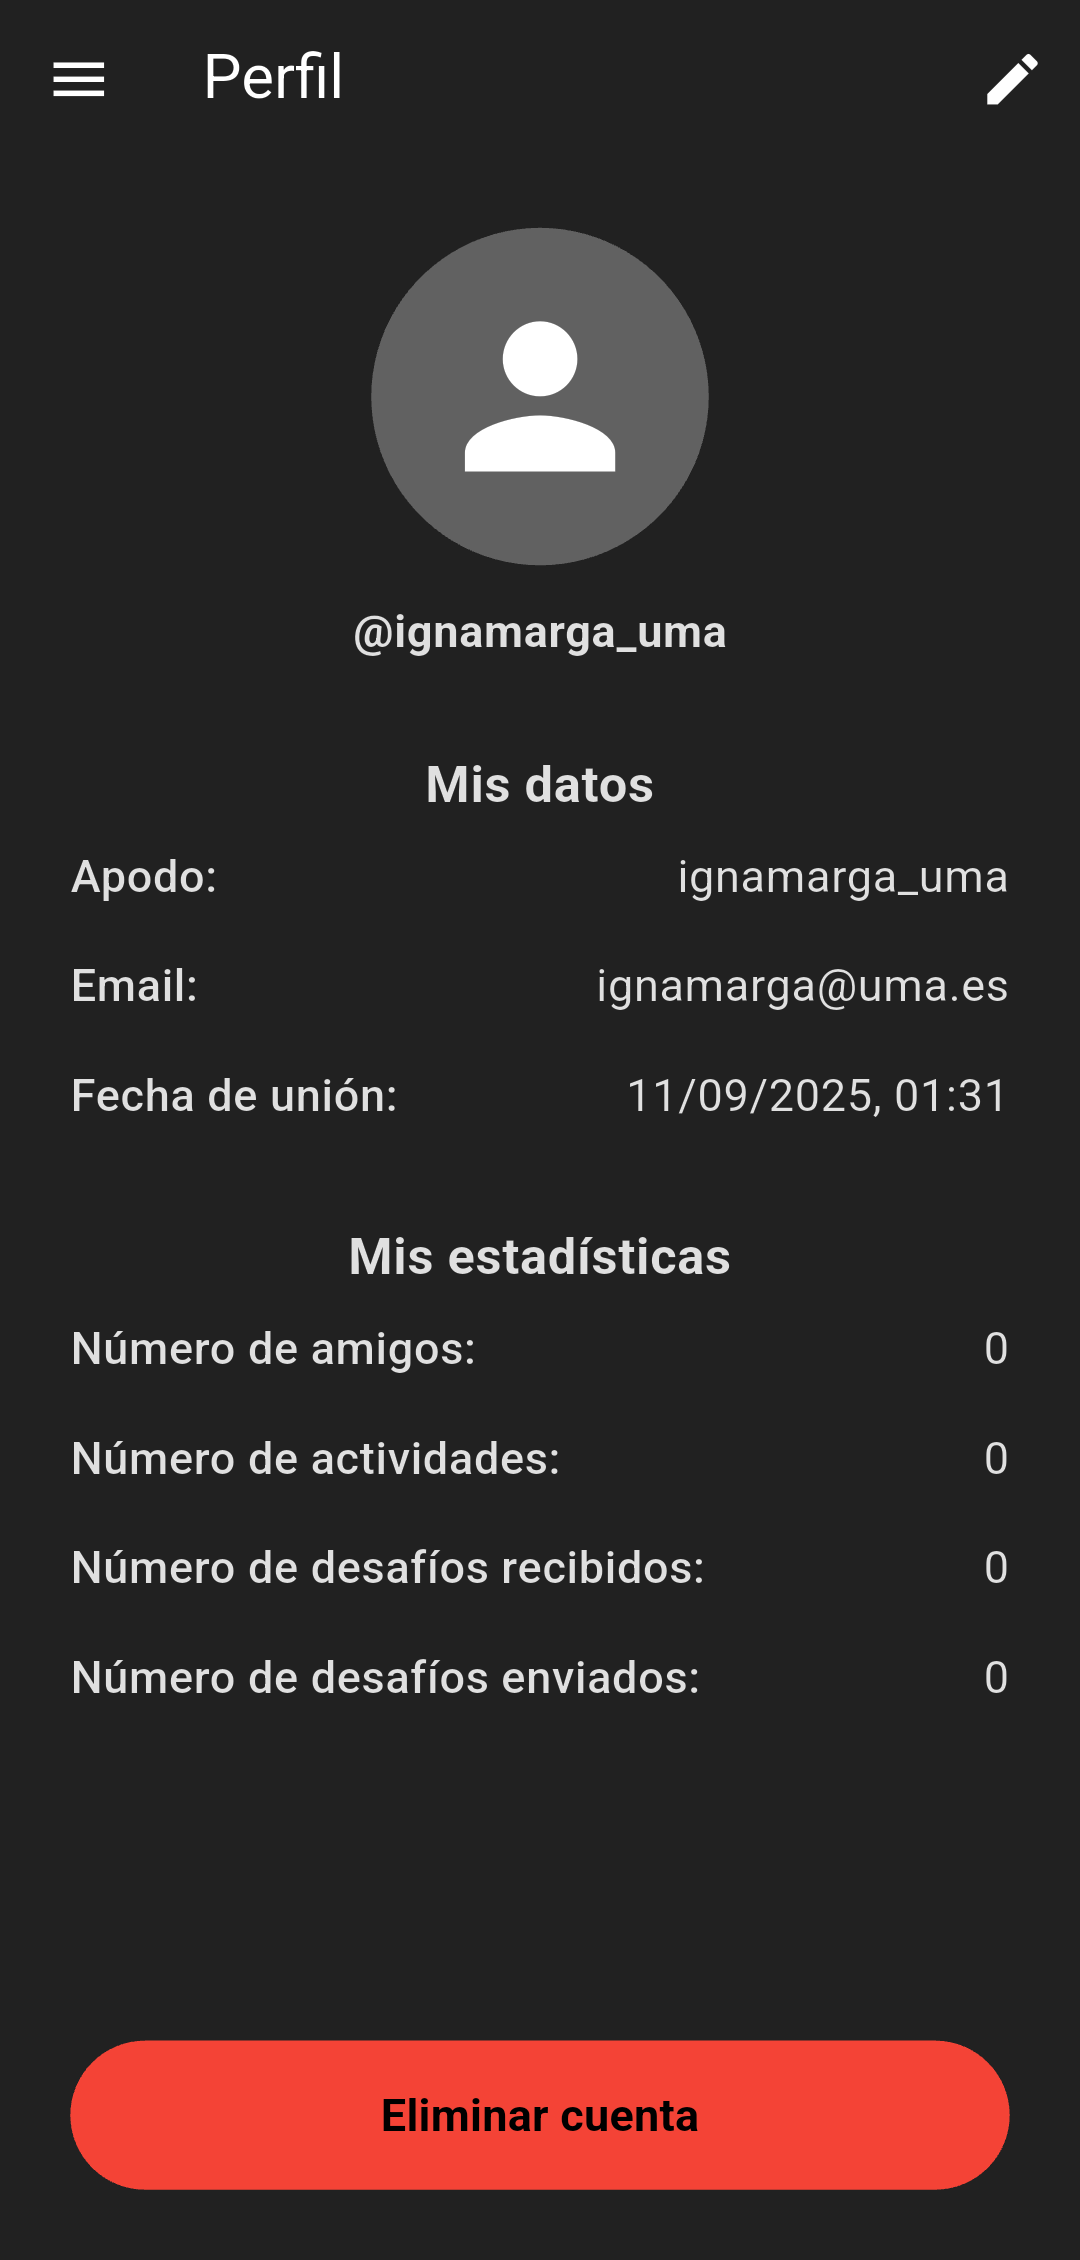 Perfil
@ignamarga_uma
Mis datos
Apodo: ignamarga_uma
Email: ignamarga@uma.es
Fecha de unión: 11/09/2025, 01:31
Mis estadísticas
Número de amigos: 0
Número de actividades: 0
Número de desafíos recibidos: 0
Número de desafíos enviados: 0
Eliminar cuenta